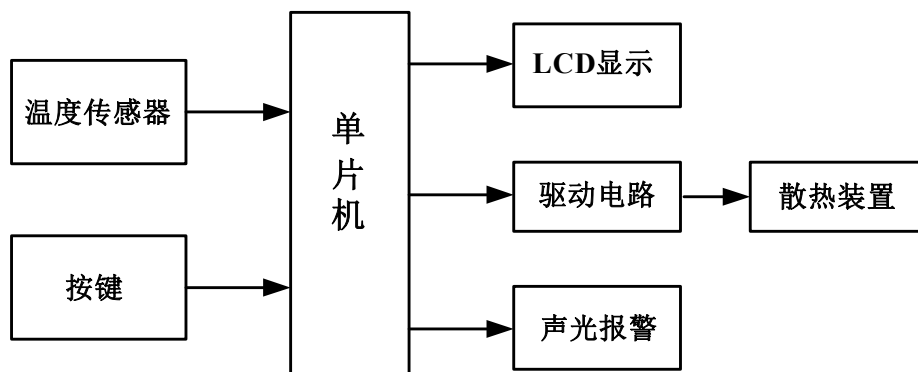 温度传感器
按键
单
片
机
LCD显示
驱动电路
散热装置
声光报警